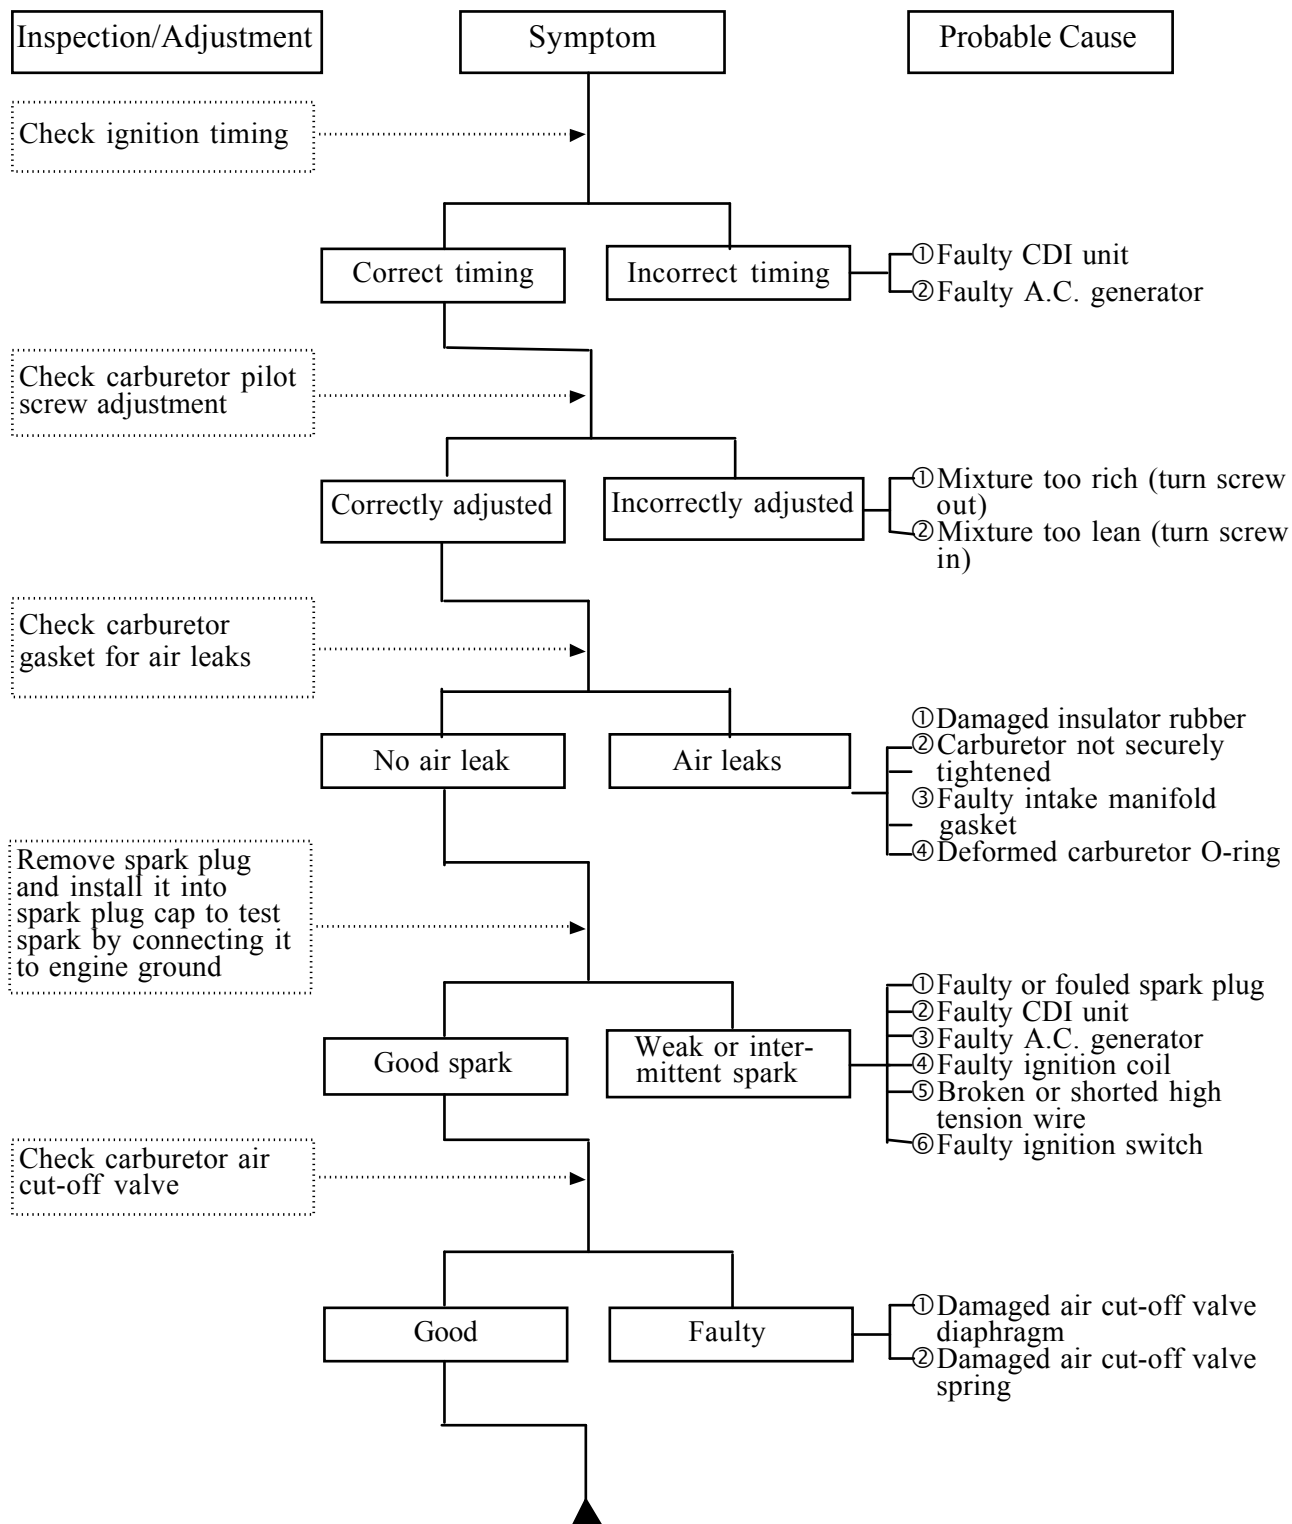 Inspection/Adjustment
Symptom
Probable Cause
Check ignition timing
Correct timing
Incorrect timing
①Faulty CDI unit
②Faulty A.C. generator
Check carburetor pilot
screw adjustment
Correctly adjusted
Incorrectly adjusted
①Mixture too rich (turn screw
out)
②Mixture too lean (turn screw
in)
Check carburetor
gasket for air leaks
No air leak
Air leaks
①Damaged insulator rubber
②Carburetor not securely
tightened
③Faulty intake manifold
gasket
④Deformed carburetor O-ring
Remove spark plug
and install it into
spark plug cap to test
spark by connecting it
to engine ground
Good spark
Weak or inter-
mittent spark
①Faulty or fouled spark plug
②Faulty CDI unit
③Faulty A.C. generator
④Faulty ignition coil
⑤Broken or shorted high
tension wire
⑥Faulty ignition switch
Check carburetor air
cut-off valve
Good
Faulty
①Damaged air cut-off valve
diaphragm
②Damaged air cut-off valve
spring